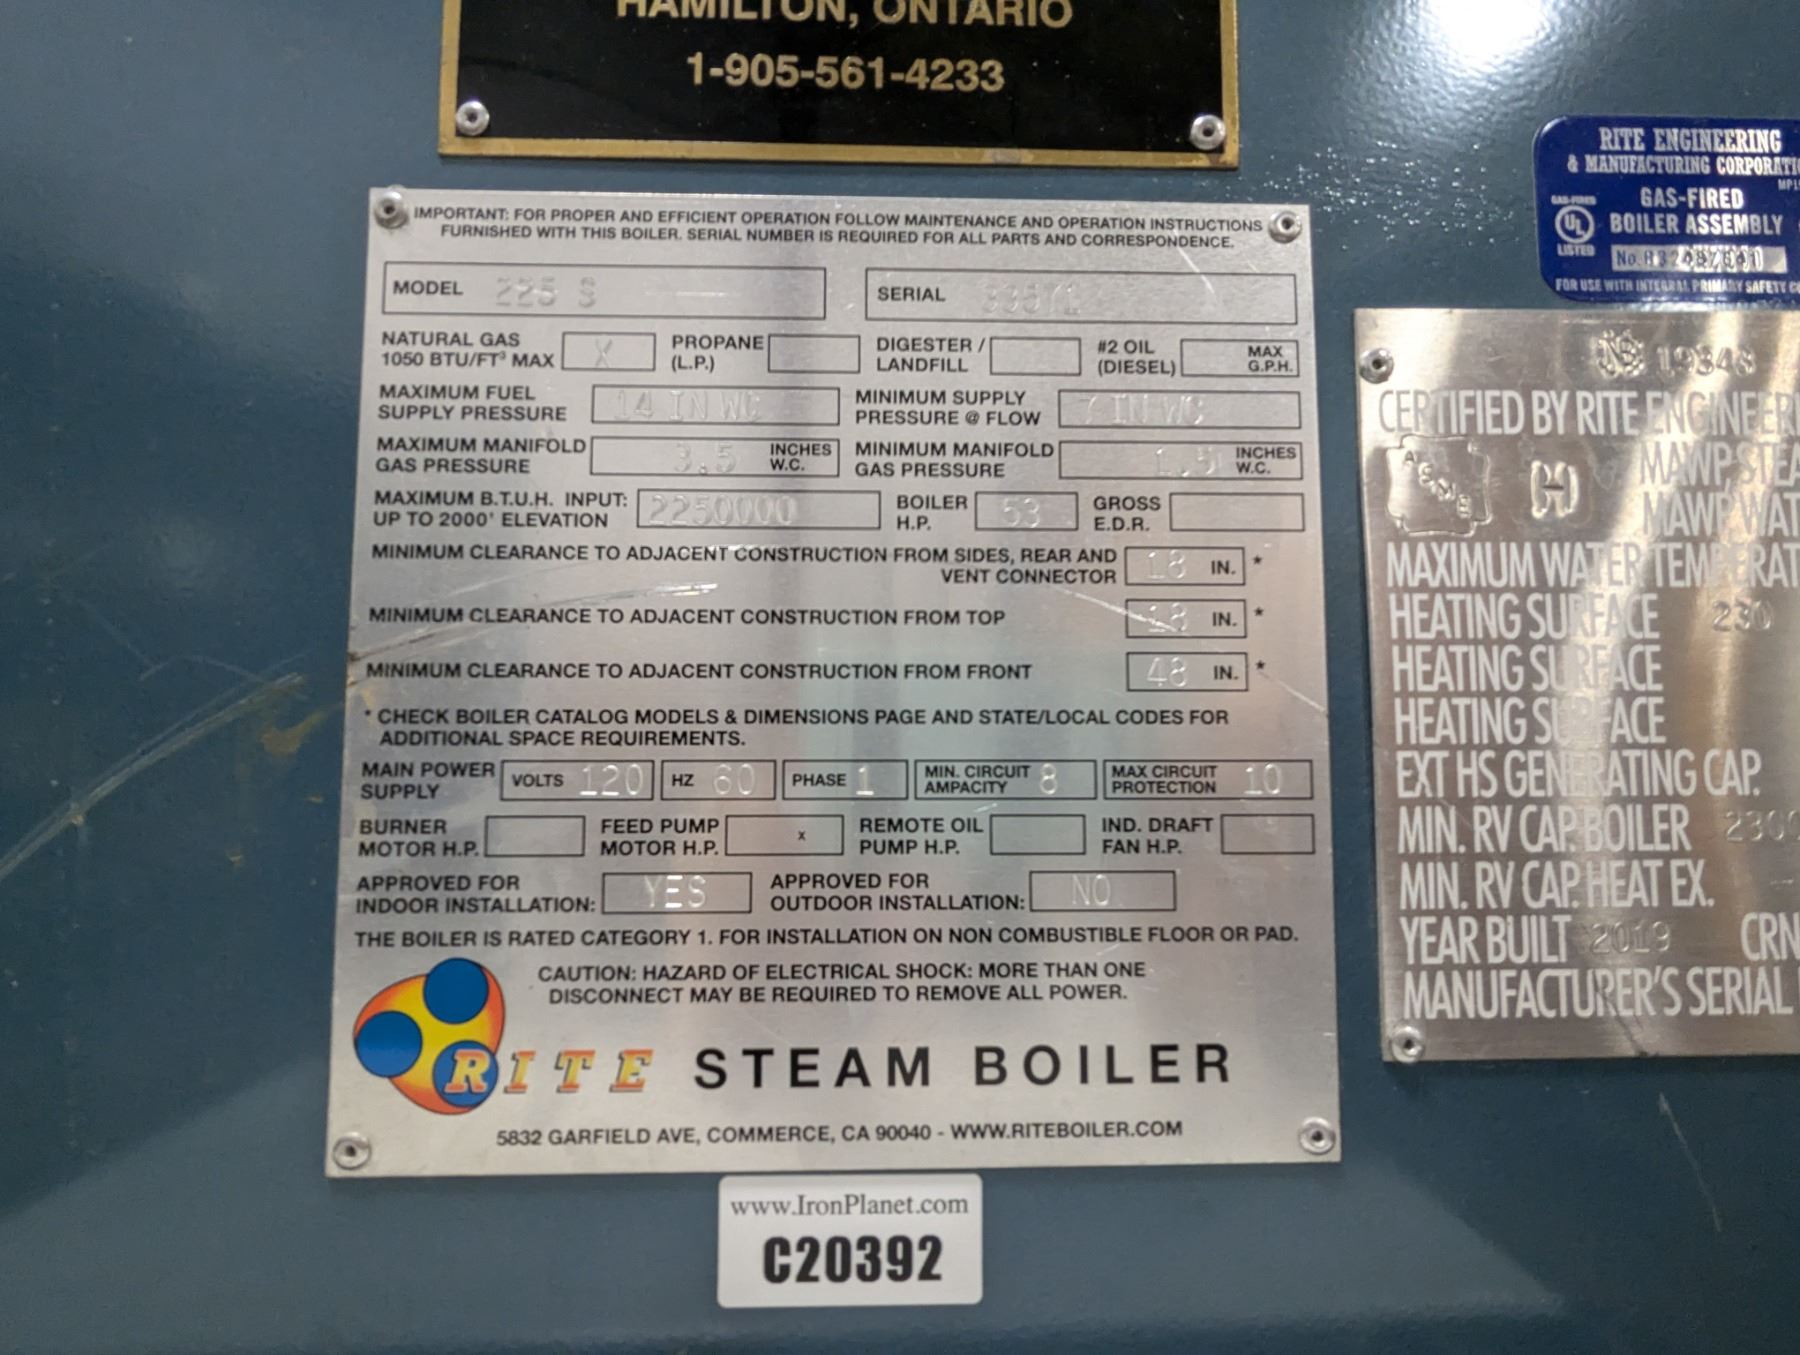 HAMILTON, ONTARIO
1-905-561-4233
IMPORTANT: FOR PROPER AND EFFICIENT OPERATION FOLLOW MAINTENANCE AND OPERATION INSTRUCTIONS
FURNISHED WITH THIS BOILER. SERIAL NUMBER IS REQUIRED FOR ALL PARTS AND CORRESPONDENCE.
MODEL 225 S SERIAL
NATURAL GAS
1050 BTU/FT³ MAX X PROPANE
(L.P.) DIGESTER /
LANDFILL #2 OIL
(DIESEL) MAX
G.P.H.
MAXIMUM FUEL
SUPPLY PRESSURE 14 IN WC MINIMUM SUPPLY
PRESSURE @ FLOW 7 IN WC
MAXIMUM MANIFOLD
GAS PRESSURE 3.5 INCHES
W.C. MINIMUM MANIFOLD
GAS PRESSURE INCHES
W.C.
MAXIMUM B.T.U.H. INPUT:
UP TO 2000' ELEVATION 2250000 BOILER
H.P. 53 GROSS
E.D.R.
MINIMUM CLEARANCE TO ADJACENT CONSTRUCTION FROM SIDES, REAR AND
VENT CONNECTOR 18 IN. *
MINIMUM CLEARANCE TO ADJACENT CONSTRUCTION FROM TOP 18 IN. *
MINIMUM CLEARANCE TO ADJACENT CONSTRUCTION FROM FRONT 48 IN. *
* CHECK BOILER CATALOG MODELS & DIMENSIONS PAGE AND STATE/LOCAL CODES FOR
ADDITIONAL SPACE REQUIREMENTS.
MAIN POWER
SUPPLY VOLTS 120 HZ 60 PHASE 1 MIN. CIRCUIT
AMPACITY 8 MAX CIRCUIT
PROTECTION 10
BURNER
MOTOR H.P. FEED PUMP
MOTOR H.P. X REMOTE OIL
PUMP H.P. IND. DRAFT
FAN H.P.
APPROVED FOR
INDOOR INSTALLATION: YES APPROVED FOR
OUTDOOR INSTALLATION: NO
THE BOILER IS RATED CATEGORY 1. FOR INSTALLATION ON NON COMBUSTIBLE FLOOR OR PAD.
CAUTION: HAZARD OF ELECTRICAL SHOCK: MORE THAN ONE
DISCONNECT MAY BE REQUIRED TO REMOVE ALL POWER.
RITE STEAM BOILER
5832 GARFIELD AVE, COMMERCE, CA 90040 - WWW.RITEBOILER.COM
www.IronPlanet.com
C20392
RITE ENGINEERING
& MANUFACTURING CORPORATI
GAS-FIRED
UL
LISTED
GAS-FIRED
BOILER ASSEMBLY
No.
FOR USE WITH INTEGRAL PRIMARY SAFETY
NB 19348
CERTIFIED BY RITE ENGINEERI
ASME H MAWP, STEA
MAWP, WAT
MAXIMUM WATER TEMPERAT
HEATING SURFACE 230
HEATING SURFACE
HEATING SURFACE
EXT HS GENERATING CAP.
MIN. RV CAP. BOILER 2300
MIN. RV CAP. HEAT EX.
YEAR BUILT 2019 CRN
MANUFACTURER'S SERIAL